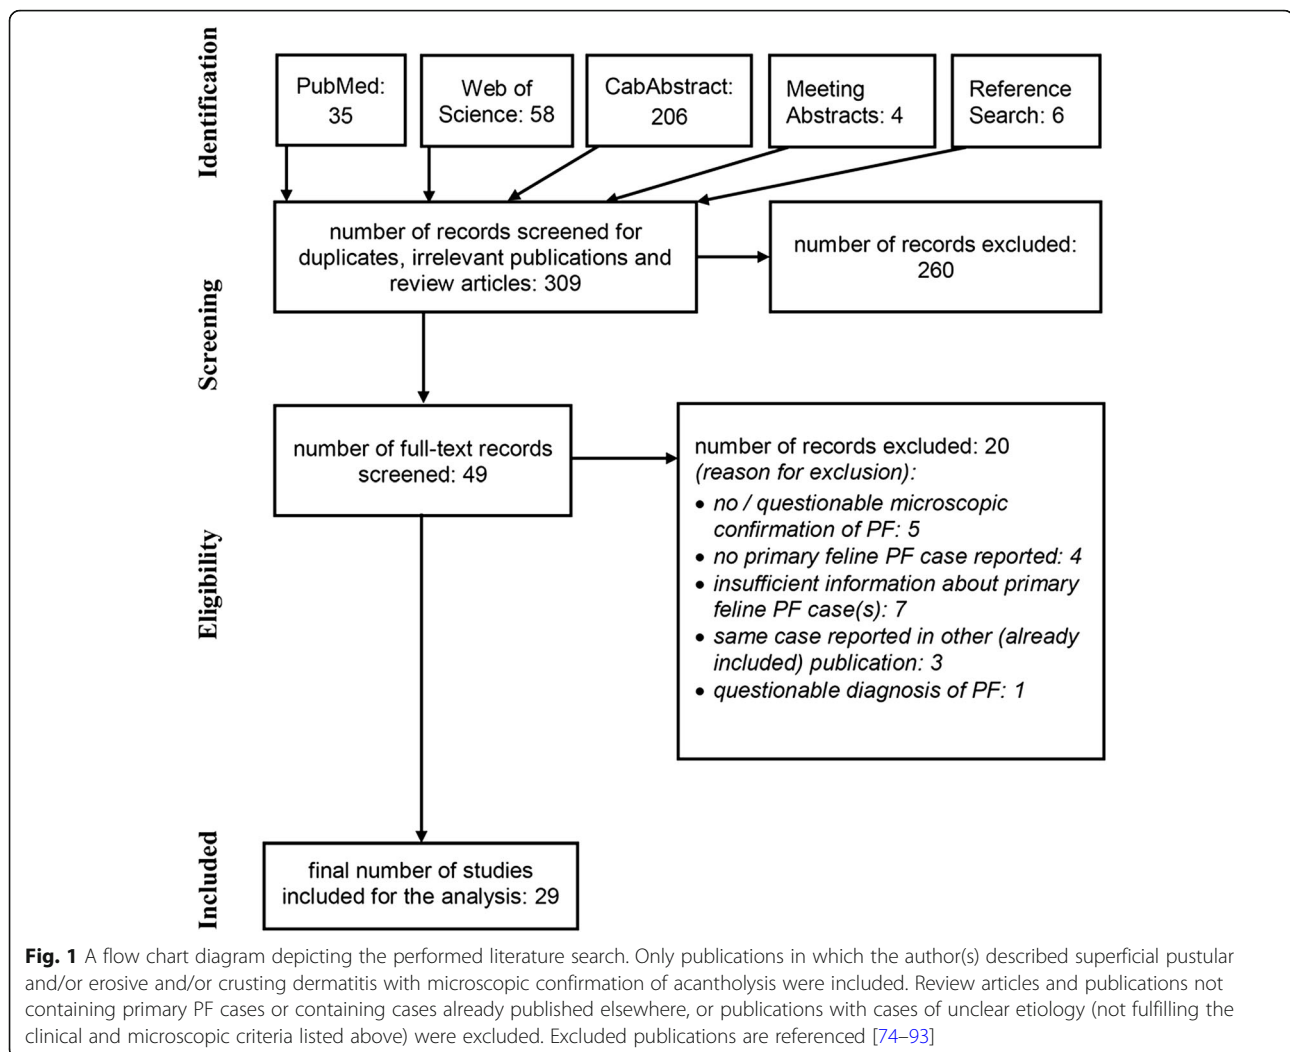 Identification
PubMed:
35
Web of
Science: 58
CabAbstract:
206
Meeting
Abstracts: 4
Reference
Search: 6
Screening
number of records screened for
duplicates, irrelevant publications and
review articles: 309
number of records excluded:
260
Eligibility
number of full-text records
screened: 49
number of records excluded: 20
(reason for exclusion):
• no / questionable microscopic
confirmation of PF: 5
• no primary feline PF case reported: 4
• insufficient information about primary
feline PF case(s): 7
• same case reported in other (already
included) publication: 3
• questionable diagnosis of PF: 1
Included
final number of studies
included for the analysis: 29
Fig. 1 A flow chart diagram depicting the performed literature search. Only publications in which the author(s) described superficial pustular
and/or erosive and/or crusting dermatitis with microscopic confirmation of acantholysis were included. Review articles and publications not
containing primary PF cases or containing cases already published elsewhere, or publications with cases of unclear etiology (not fulfilling the
clinical and microscopic criteria listed above) were excluded. Excluded publications are referenced [74–93]